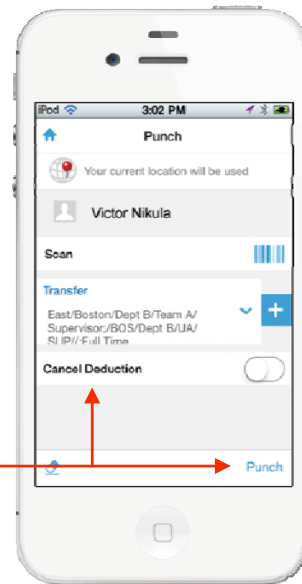 iPod 3:02 PM
Punch
Your current location will be used
Victor Nikula
Scan
Transfer
East/Boston/Dept B/Team A/
Supervisor;/BOS/Dept B/UA/
SUP//;Full Time
Cancel Deduction
Punch